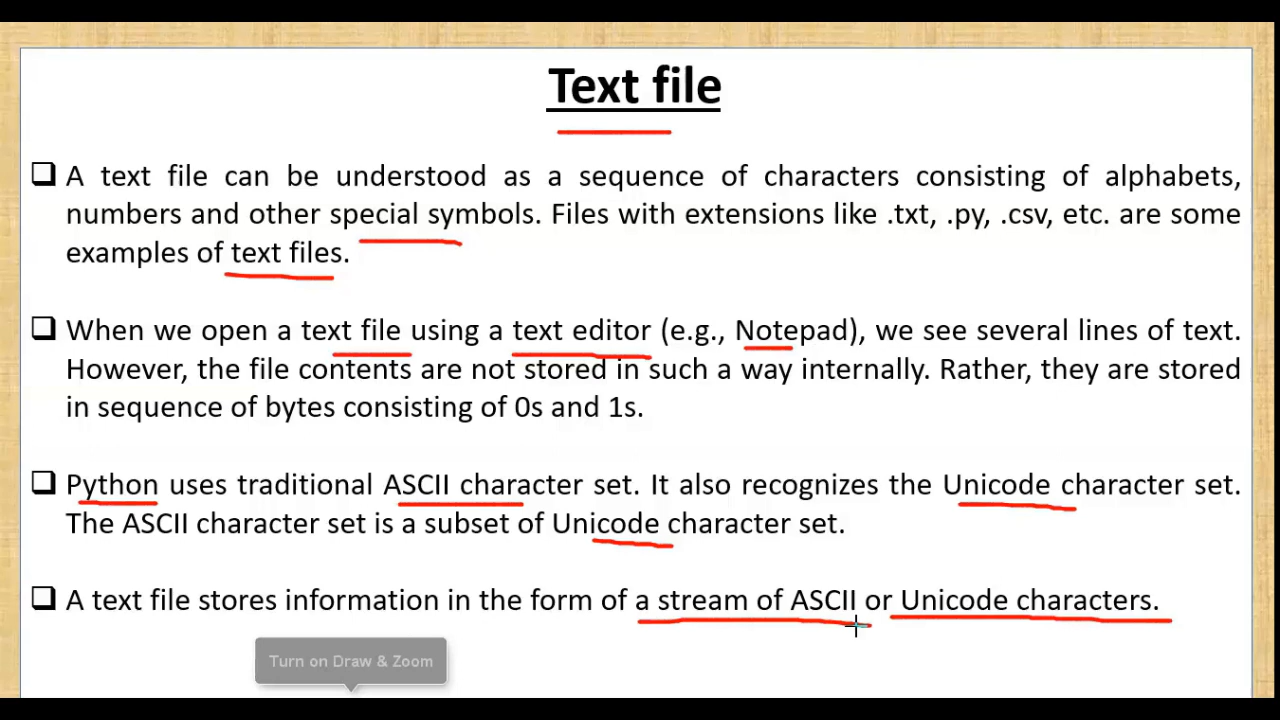 Text file
❑ A text file can be understood as a sequence of characters consisting of alphabets,
numbers and other special symbols. Files with extensions like .txt, .py, .csv, etc. are some
examples of text files.
❑ When we open a text file using a text editor (e.g., Notepad), we see several lines of text.
However, the file contents are not stored in such a way internally. Rather, they are stored
in sequence of bytes consisting of 0s and 1s.
❑ Python uses traditional ASCII character set. It also recognizes the Unicode character set.
The ASCII character set is a subset of Unicode character set.
❑ A text file stores information in the form of a stream of ASCII or Unicode characters.
Turn on Draw & Zoom